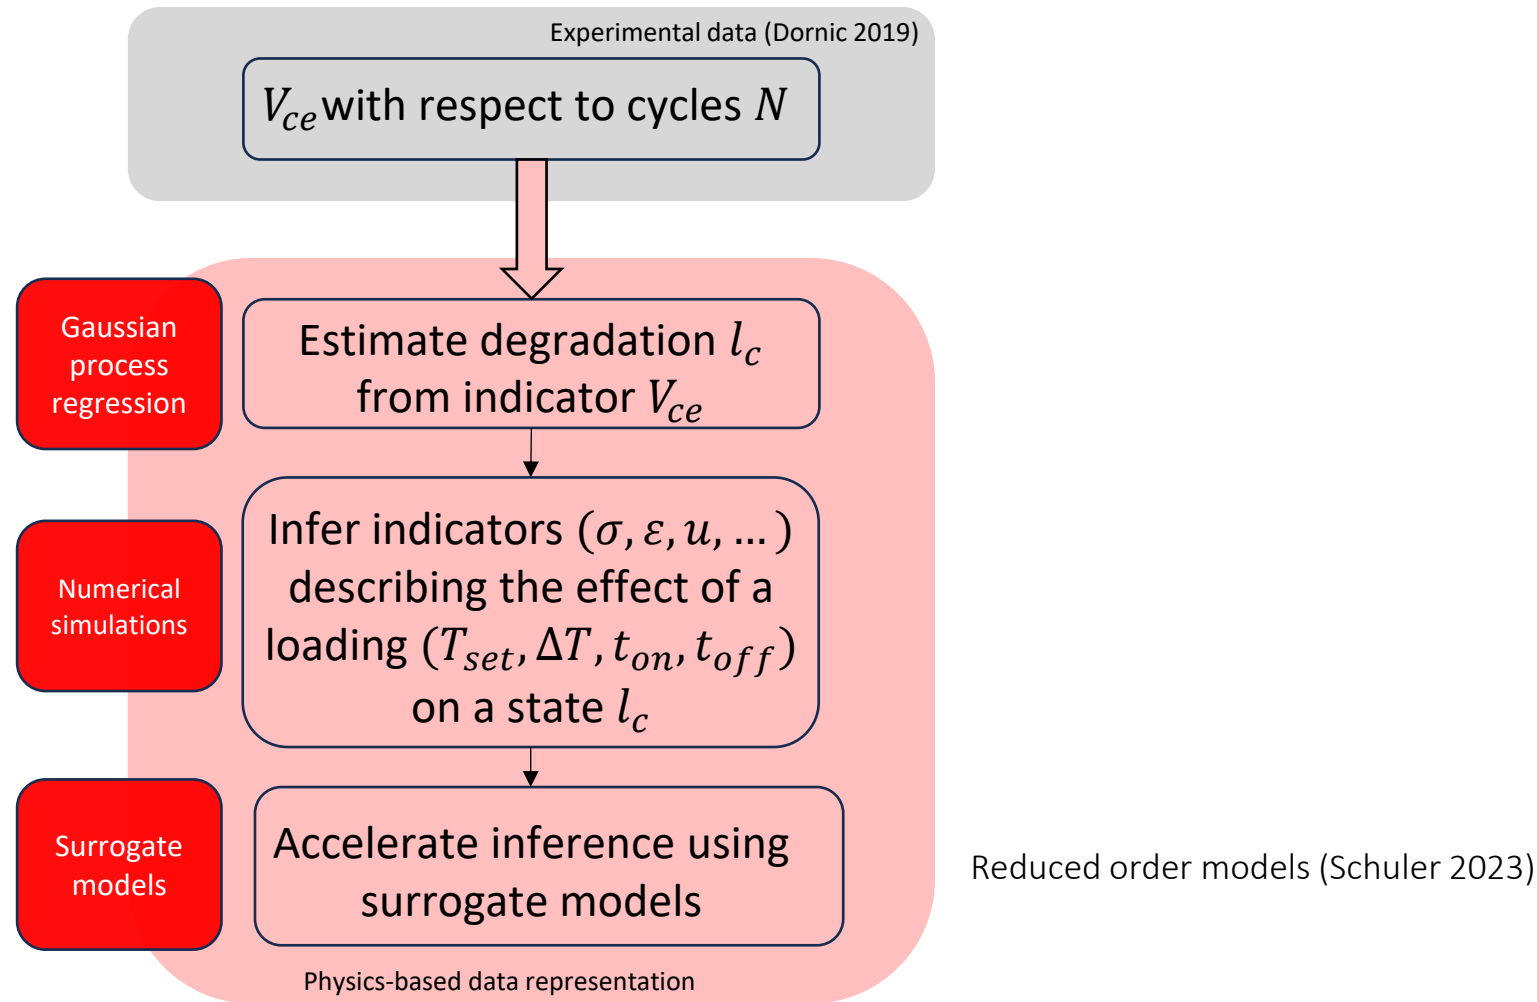 Experimental data (Dornic 2019)
V_ce with respect to cycles N
Gaussian
process
regression
Estimate degradation l_c
from indicator V_ce
Numerical
simulations
Infer indicators (σ, ε, u, … )
describing the effect of a
loading (T_set, ΔT, t_on, t_off)
on a state l_c
Surrogate
models
Accelerate inference using
surrogate models
Reduced order models (Schuler 2023)
Physics-based data representation